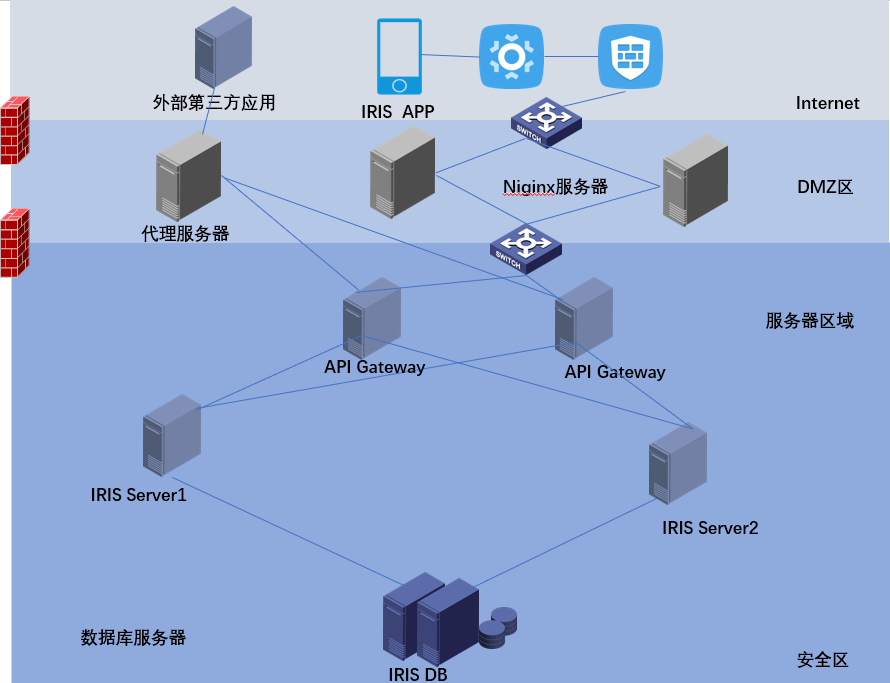 外部第三方应用
IRIS APP
Internet
SWITCH
Niginx服务器
DMZ区
代理服务器
SWITCH
服务器区域
API Gateway
API Gateway
IRIS Server1
IRIS Server2
数据库服务器
安全区
IRIS DB